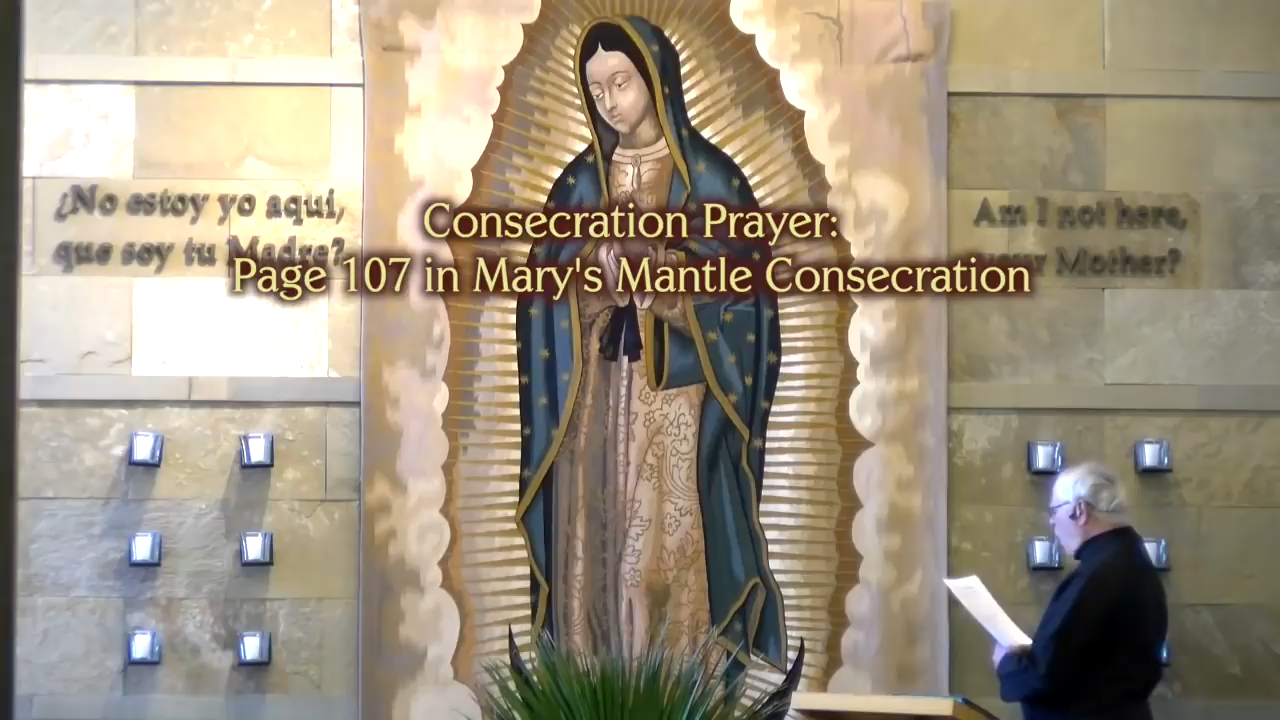 ¿No estoy yo aqui,
que soy tu Madre?
Consecration Prayer:
Page 107 in Mary's Mantle Consecration
Am I not here,
your Mother?